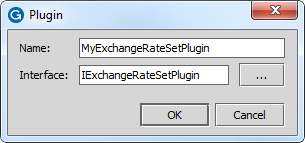 Plugin
Name: MyExchangeRateSetPlugin
Interface: IExchangeRateSetPlugin ...
OK Cancel